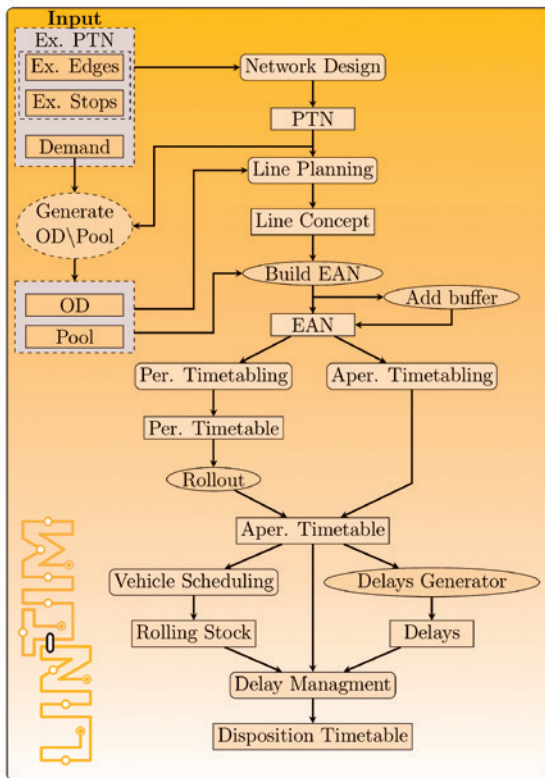 Input
Ex. PTN
Ex. Edges
Ex. Stops
Demand
Generate
OD\Pool
OD
Pool
Network Design
PTN
Line Planning
Line Concept
Build EAN
Add buffer
EAN
Per. Timetabling
Aper. Timetabling
Per. Timetable
Rollout
Aper. Timetable
Vehicle Scheduling
Delays Generator
Rolling Stock
Delays
Delay Managment
Disposition Timetable
LINTIM